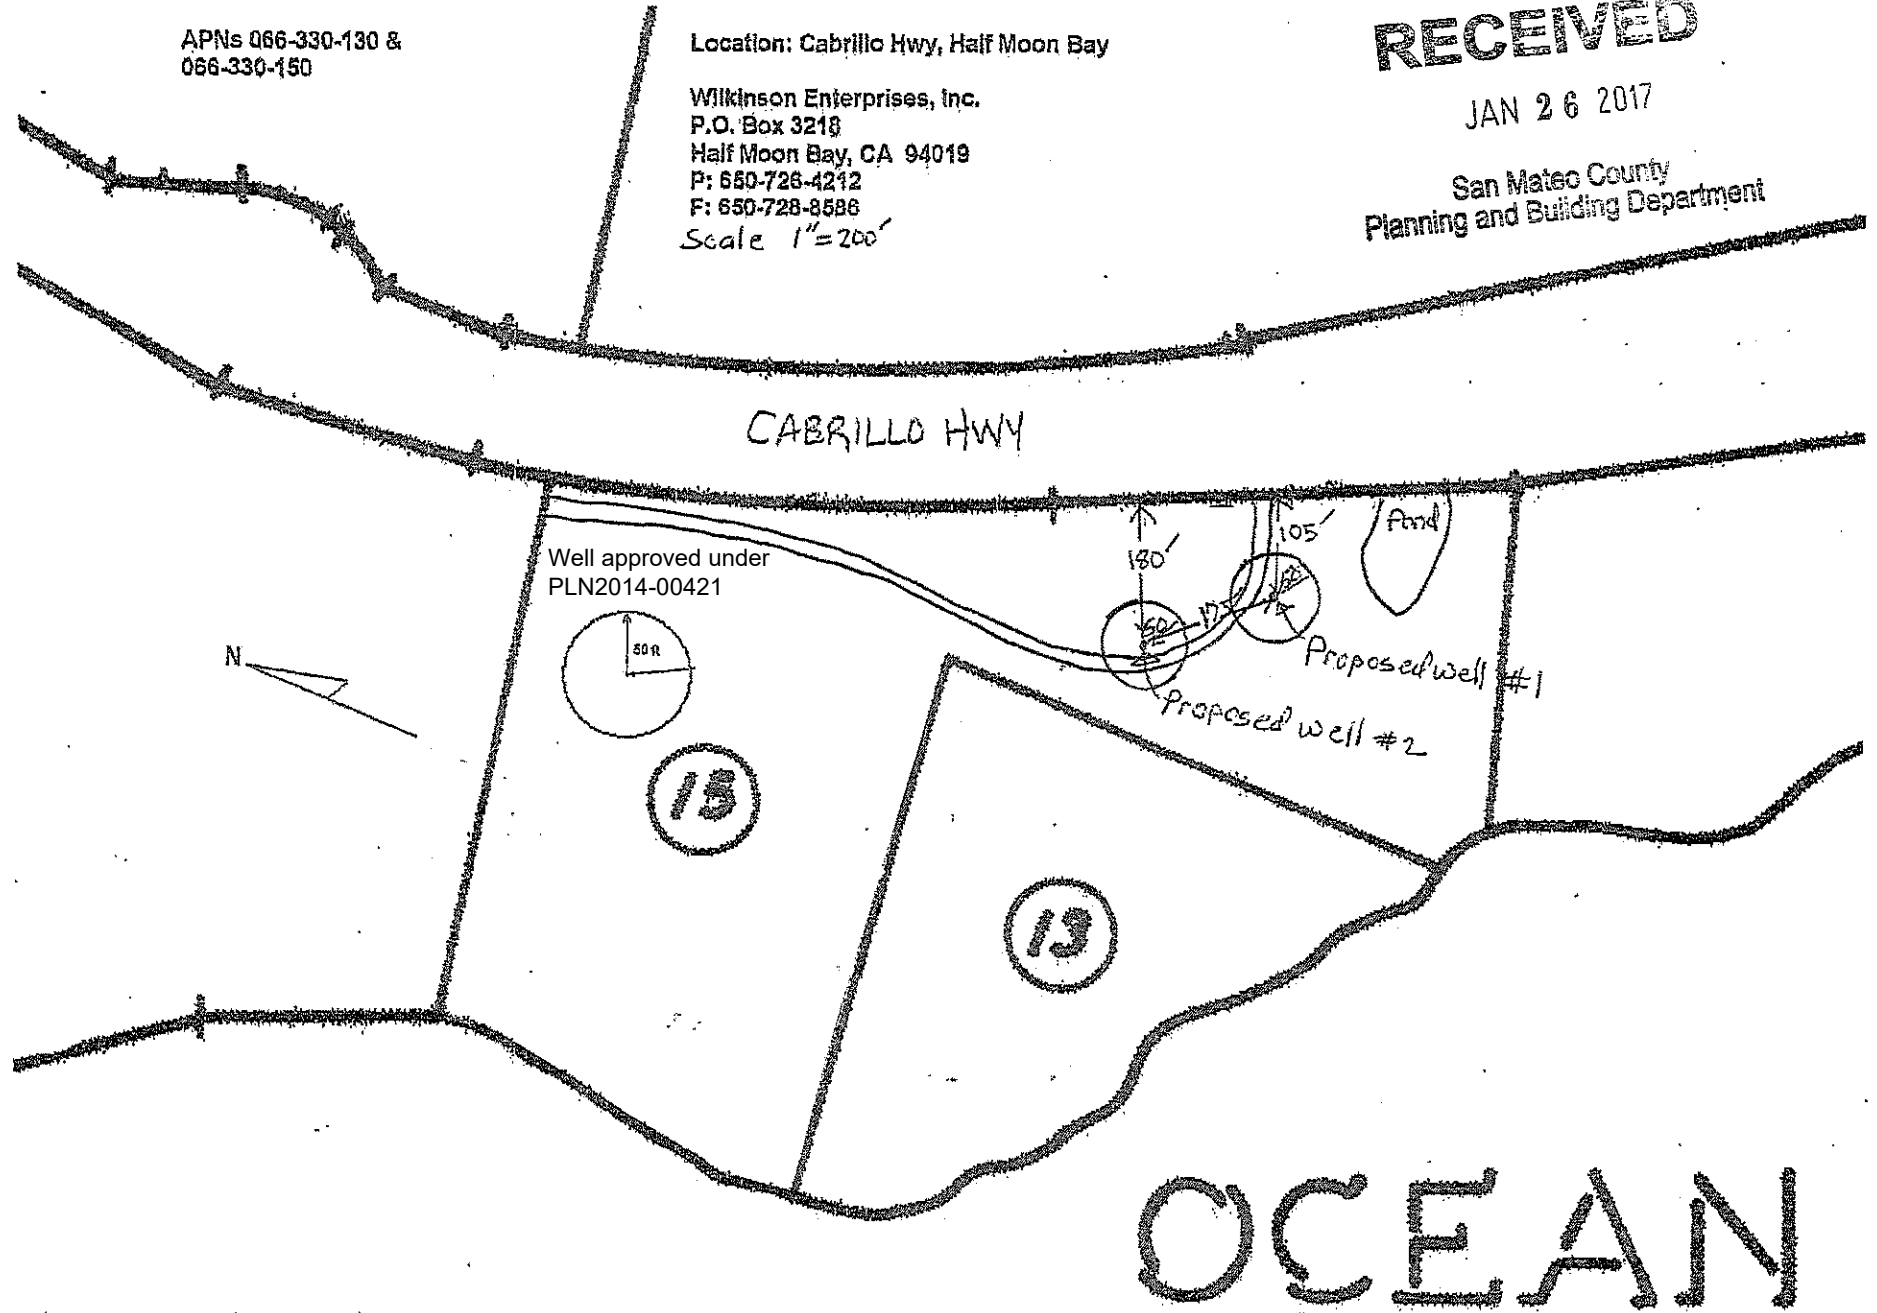 APNs 066-330-130 &
066-330-150
Location: Cabrillo Hwy, Half Moon Bay
Wilkinson Enterprises, Inc.
P.O. Box 3218
Half Moon Bay, CA 94019
P: 650-726-4212
F: 650-728-8586
Scale 1"=200'
RECEIVED
JAN 26 2017
San Mateo County
Planning and Building Department
CABRILLO HWY
Well approved under
PLN2014-00421
50 ft
N
180'
105'
Pond
50'
50'
Proposed well #1
Proposed well #2
15
13
OCEAN